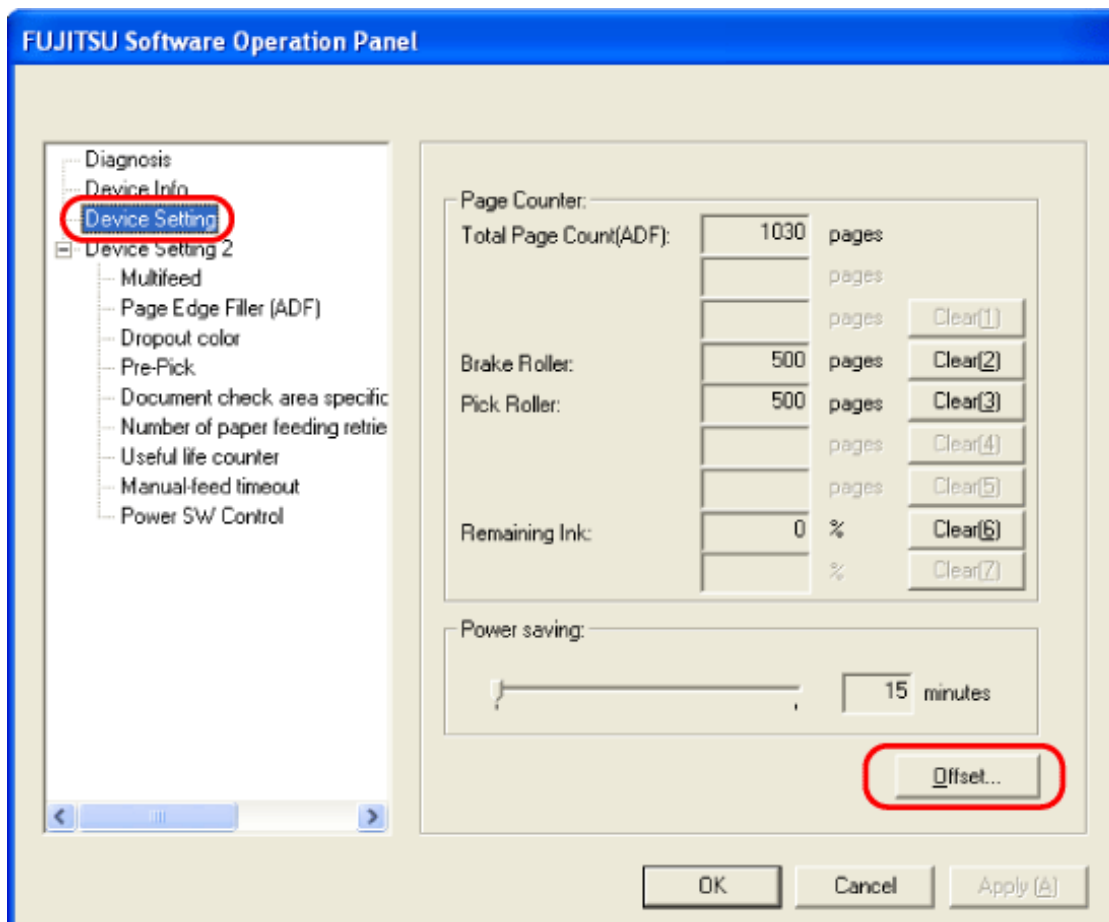 FUJITSU Software Operation Panel
Diagnosis
Device Info
Device Setting
Device Setting 2
Multifeed
Page Edge Filler (ADF)
Dropout color
Pre-Pick
Document check area specific
Number of paper feeding retrie
Useful life counter
Manual-feed timeout
Power SW Control
Page Counter:
Total Page Count(ADF): 1030 pages
pages
pages Clear(1)
Brake Roller: 500 pages Clear(2)
Pick Roller: 500 pages Clear(3)
pages Clear(4)
pages Clear(5)
Remaining Ink: 0 % Clear(6)
% Clear(7)
Power saving:
15 minutes
Offset...
OK Cancel Apply (A)